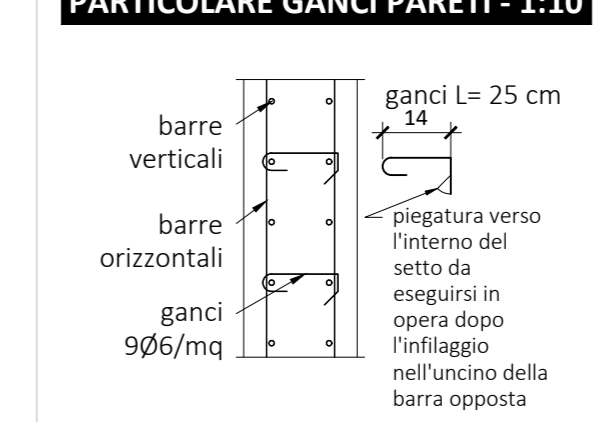 PARTICOLARE GANCI PARETI - 1:10
ganci L= 25 cm
14
barre
verticali
barre
orizzontali
ganci
9Ø6/mq
piegatura verso
l'interno del
setto da
eseguirsi in
opera dopo
l'infilaggio
nell'uncino della
barra opposta